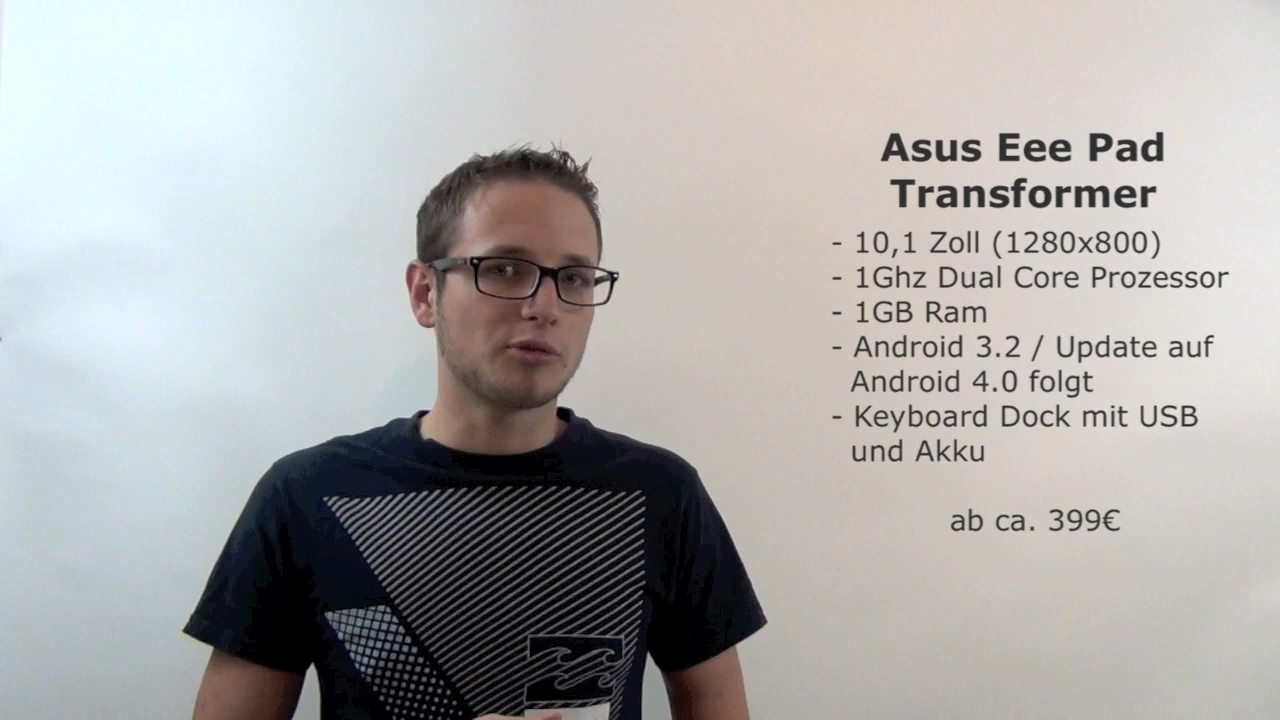 Asus Eee Pad
Transformer
- 10,1 Zoll (1280x800)
- 1Ghz Dual Core Prozessor
- 1GB Ram
- Android 3.2 / Update auf
Android 4.0 folgt
- Keyboard Dock mit USB
und Akku
ab ca. 399€